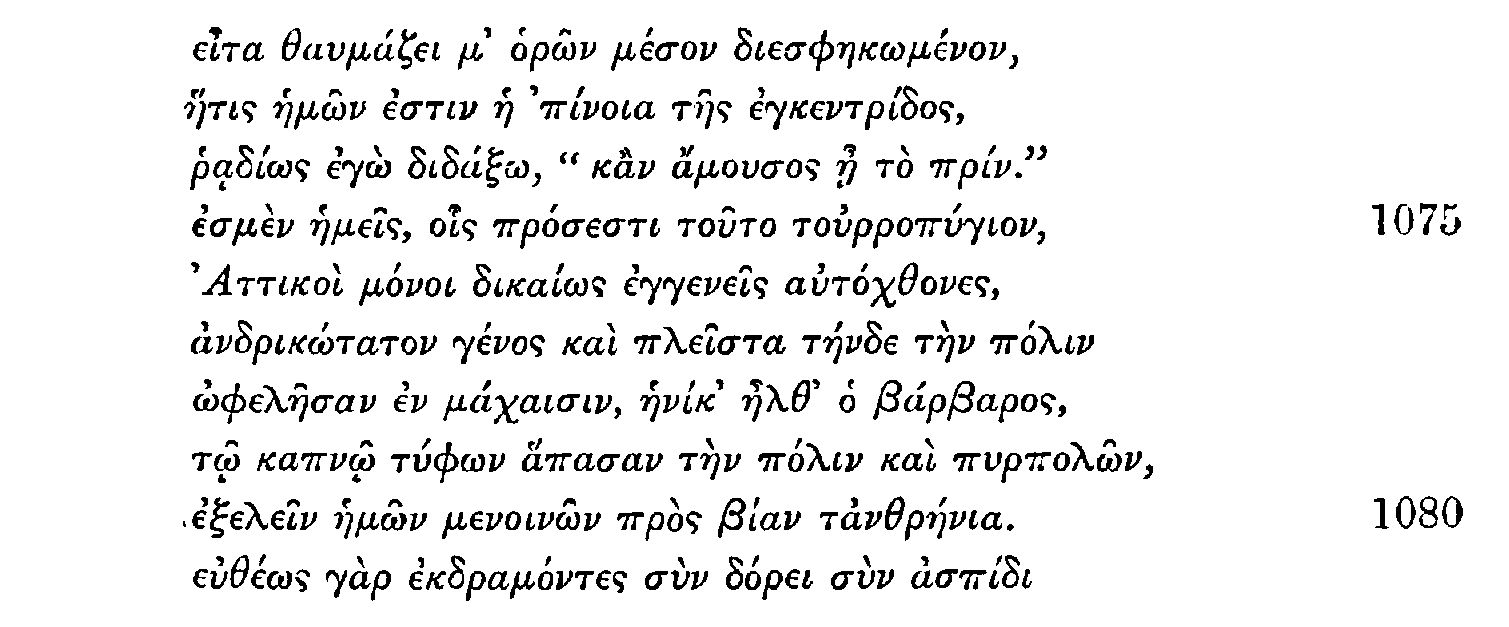 εἶτα θαυμάζει μ᾽ ὁρῶν μέσον διεσφηκωμένον,
ἥτις ἡμῶν ἐστιν ἡ ᾽πίνοια τῆς ἐγκεντρίδος,
ῥᾳδίως ἐγὼ διδάξω, “ κἂν ἄμουσος ᾖ τὸ πρίν.”
ἐσμὲν ἡμεῖς, οἷς πρόσεστι τοῦτο τοὐρροπύγιον, 1075
᾽Αττικοὶ μόνοι δικαίως ἐγγενεῖς αὐτόχθονες,
ἀνδρικώτατον γένος καὶ πλεῖστα τήνδε τὴν πόλιν
ὠφελῆσαν ἐν μάχαισιν, ἡνίκ᾽ ἦλθ᾽ ὁ βάρβαρος,
τῷ καπνῷ τύφων ἅπασαν τὴν πόλιν καὶ πυρπολῶν,
ἐξελεῖν ἡμῶν μενοινῶν πρὸς βίαν τἀνθρήνια. 1080
εὐθέως γὰρ ἐκδραμόντες σὺν δόρει σὺν ἀσπίδι